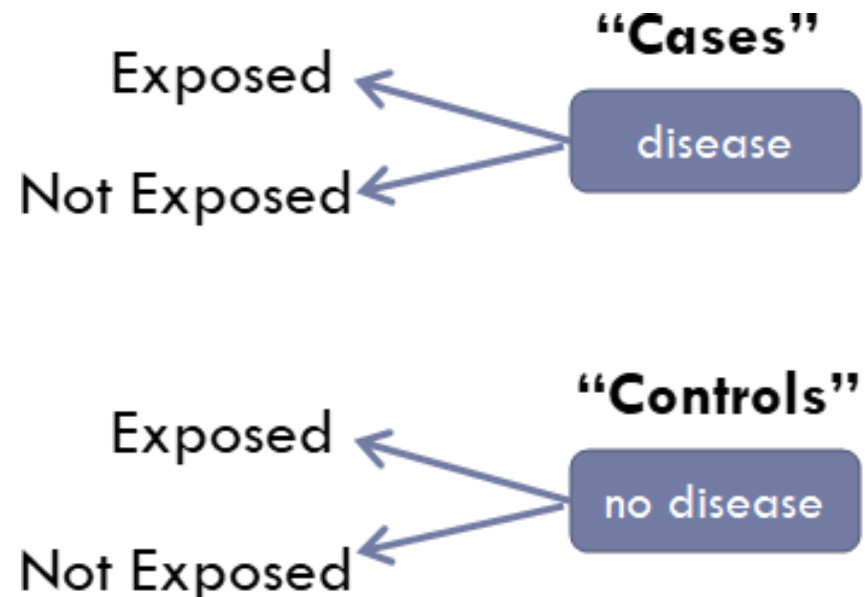 “Cases”
Exposed
disease
Not Exposed
“Controls”
Exposed
no disease
Not Exposed